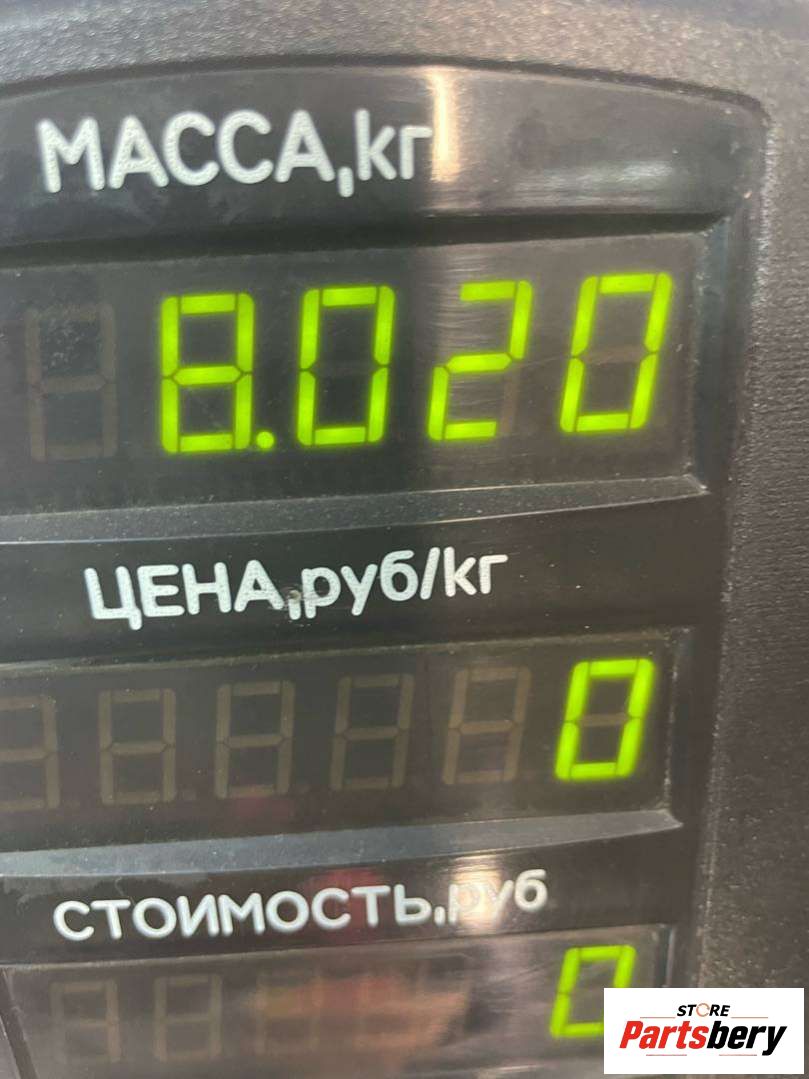 МАССА,кг
8.020
ЦЕНА,руб/кг
0
СТОИМОСТЬ,руб
0
STORE
Partsbery